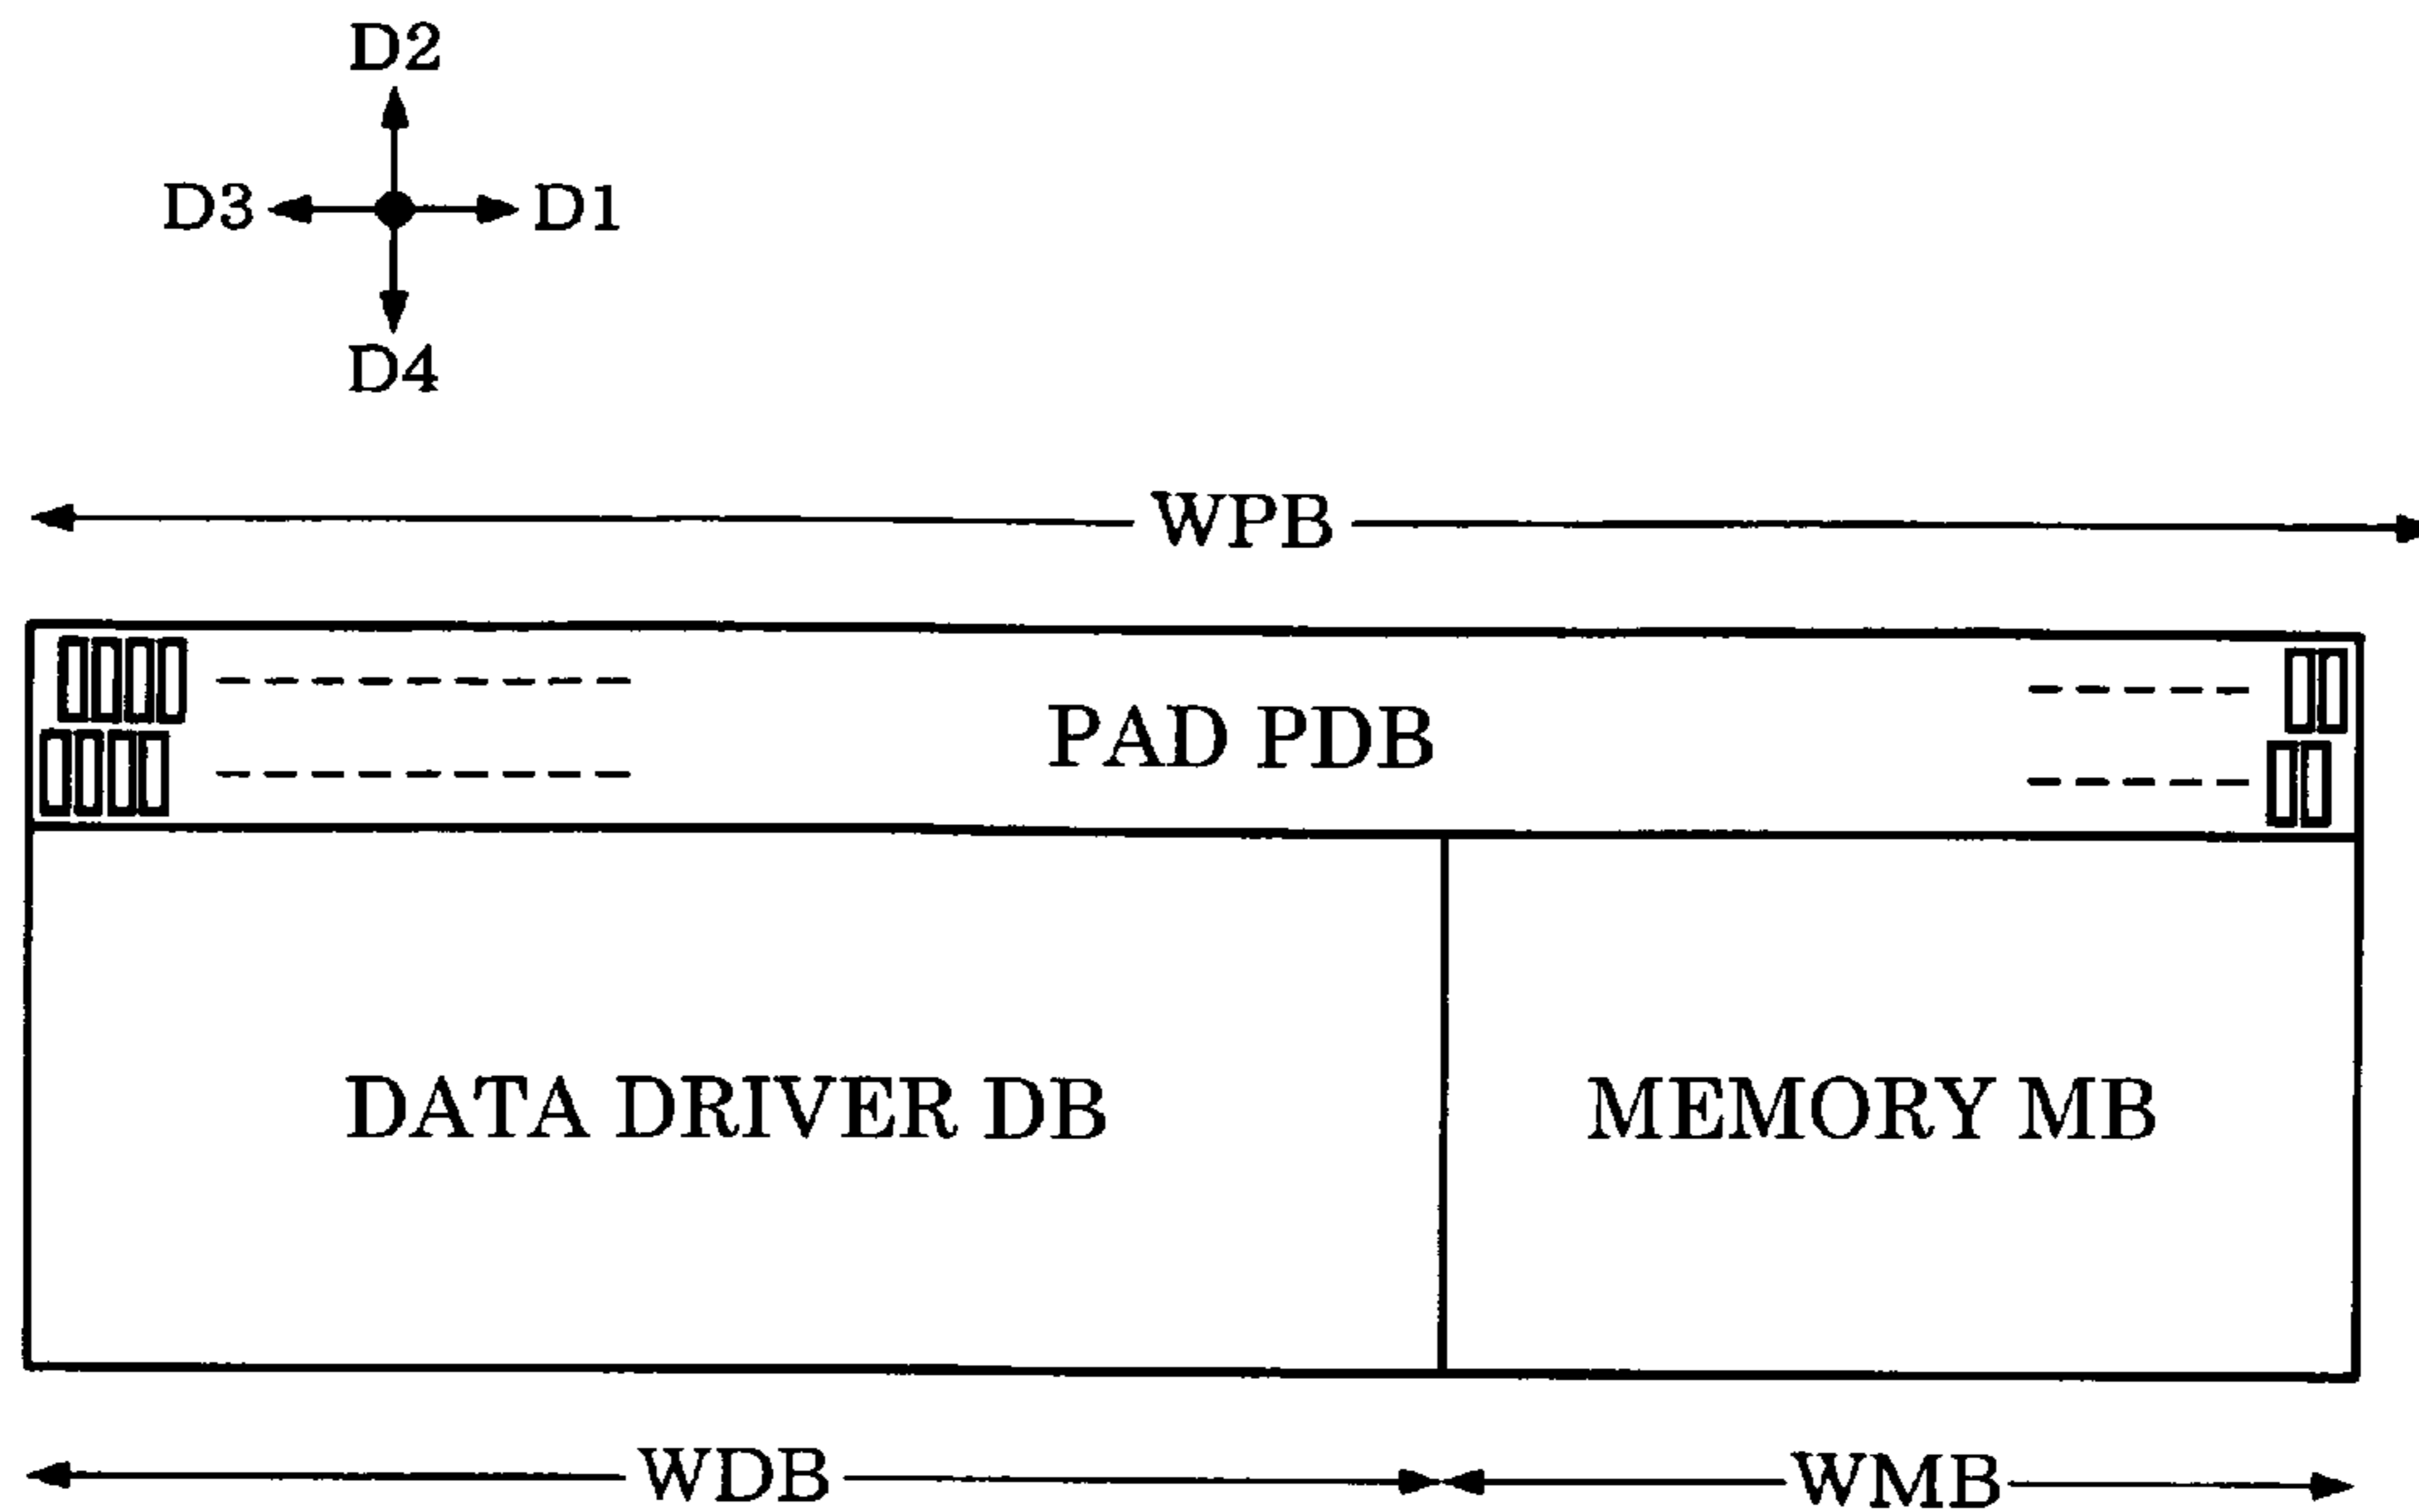 D2
D3 D1
D4
WPB
PAD PDB
DATA DRIVER DB MEMORY MB
WDB WMB